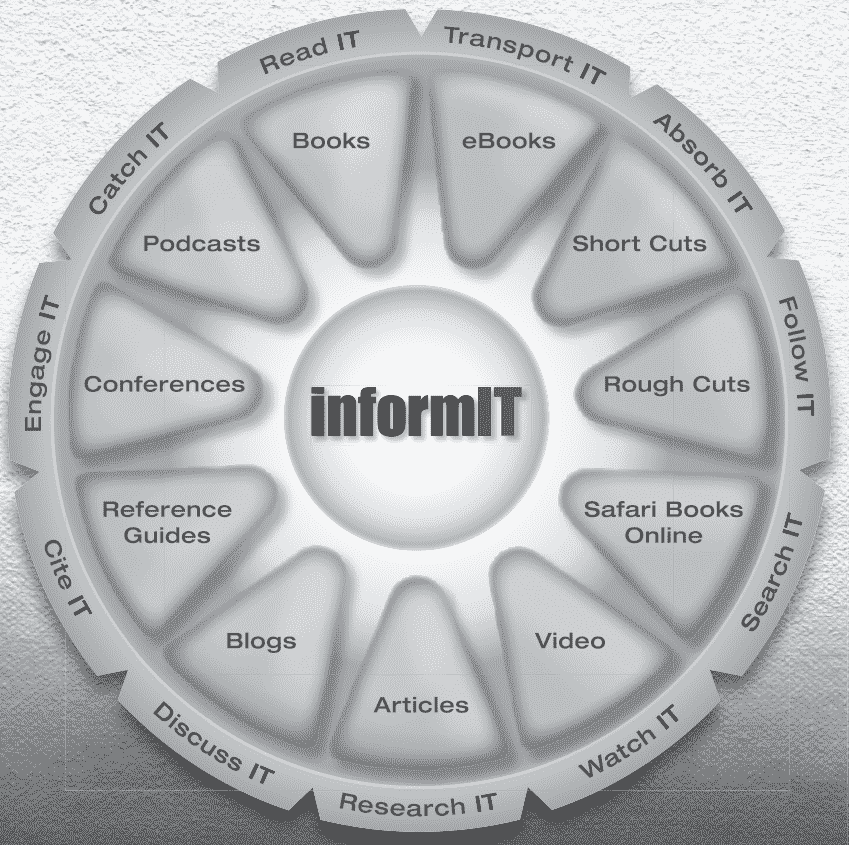 Read IT
Transport IT
Absorb IT
Follow IT
Search IT
Watch IT
Research IT
Discuss IT
Cite IT
Engage IT
Catch IT
Books
eBooks
Short Cuts
Rough Cuts
Safari Books
Online
Video
Articles
Blogs
Reference
Guides
Conferences
Podcasts
informIT